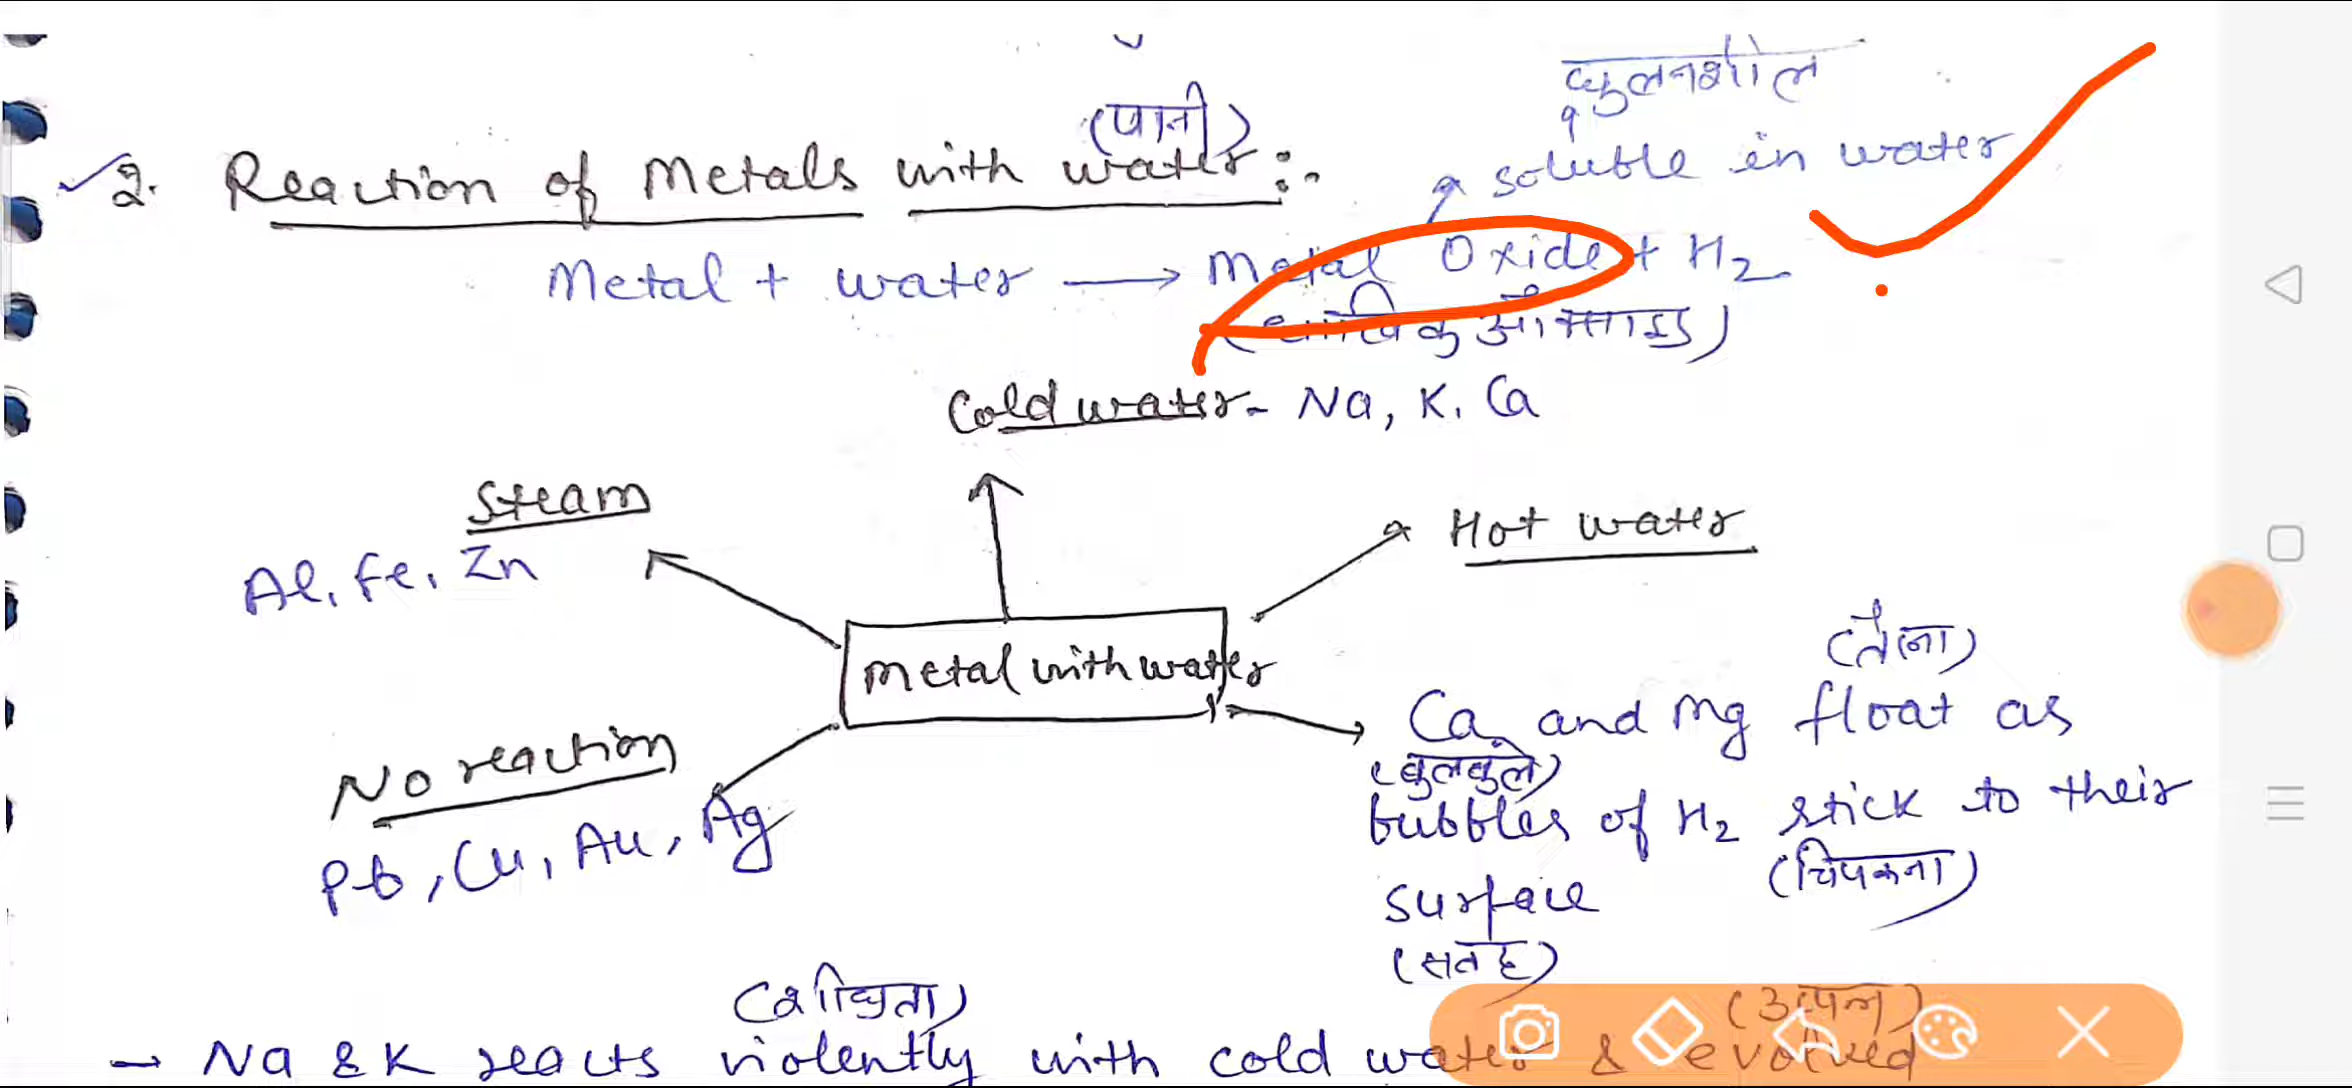 घुलनशील
(पानी)
soluble in water
2. Reaction of Metals with water :-
Metal + water → Metal Oxide + H2
(धात्विक ऑक्साइड)
Cold water - Na, K, Ca
Steam
Hot water
Al, Fe, Zn
Metal with water
(तैरना)
Ca and Mg float as
(बुलबुले)
bubbles of H2 stick to their
(चिपकना)
surface
(सतह)
No reaction
Pb, Cu, Au, Ag
→ Na & K reacts violently with cold water & evolved